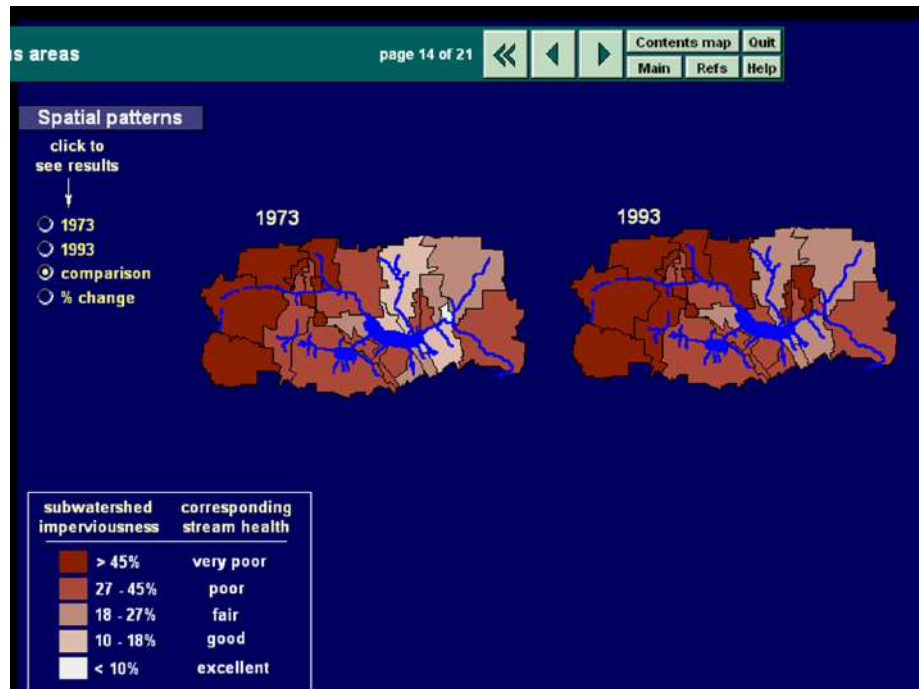 s areas
page 14 of 21
Contents map
Quit
Main
Refs
Help
Spatial patterns
click to
see results
1973
1993
comparison
% change
1973
1993
subwatershed
imperviousness
corresponding
stream health
> 45% very poor
27 - 45% poor
18 - 27% fair
10 - 18% good
< 10% excellent